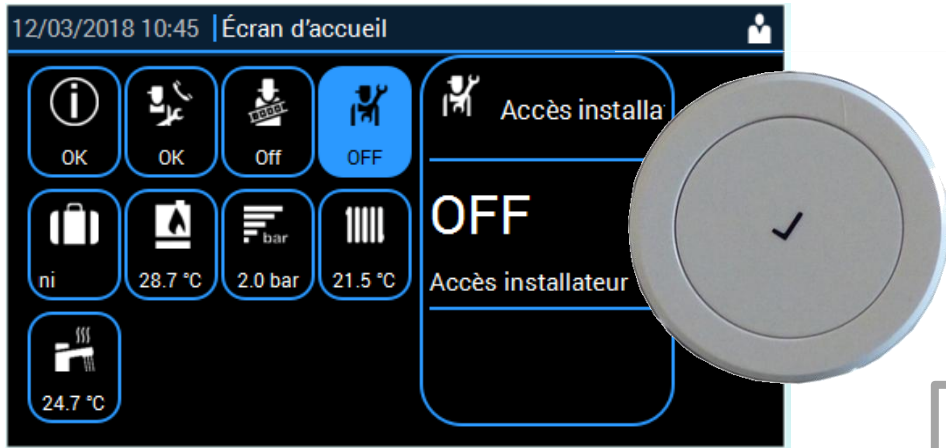 12/03/2018 10:45 Écran d'accueil
OK
OK
Off
OFF
Accès installa
ni
28.7 °C
bar
2.0 bar
21.5 °C
OFF
Accès installateur
24.7 °C